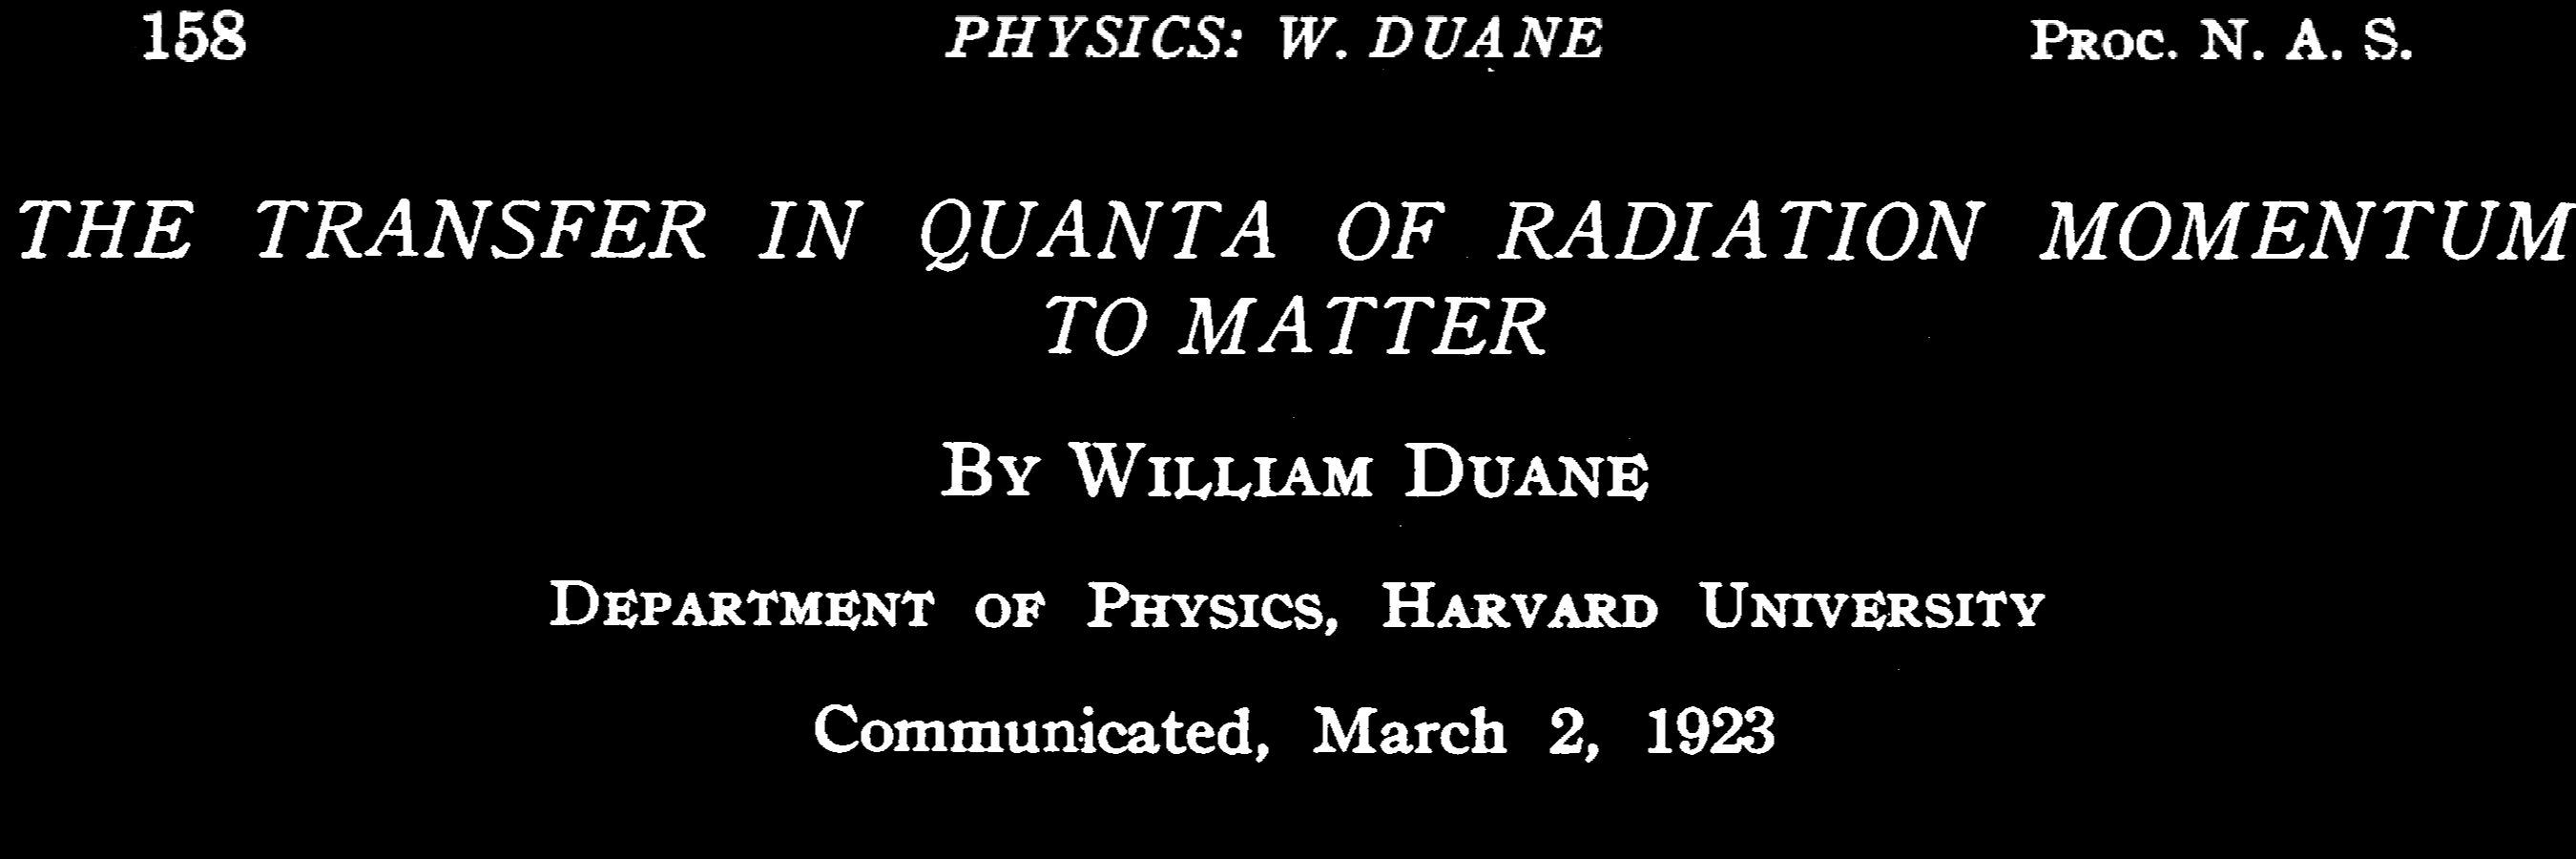 158 PHYSICS: W. DUANE PROC. N. A. S.
THE TRANSFER IN QUANTA OF RADIATION MOMENTUM
TO MATTER
BY WILLIAM DUANE
DEPARTMENT OF PHYSICS, HARVARD UNIVERSITY
Communicated, March 2, 1923